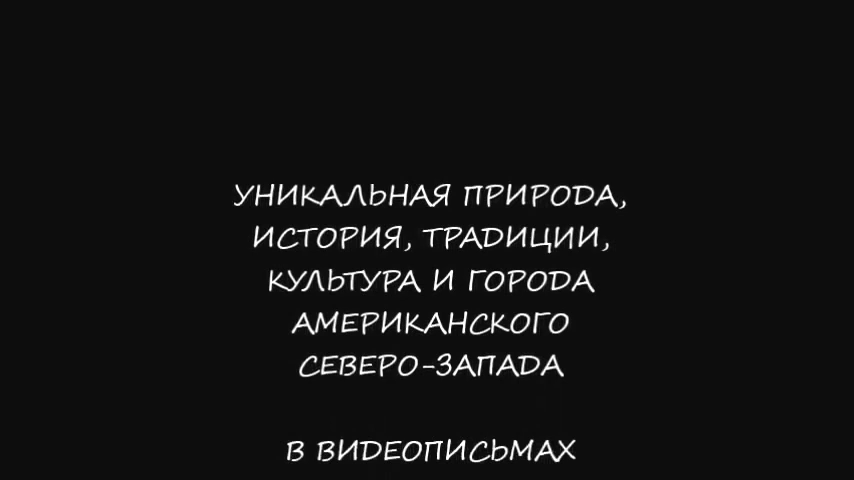 УНИКАЛЬНАЯ ПРИРОДА,
ИСТОРИЯ, ТРАДИЦИИ,
КУЛЬТУРА И ГОРОДА
АМЕРИКАНСКОГО
СЕВЕРО-ЗАПАДА
В ВИДЕОПИСЬМАХ